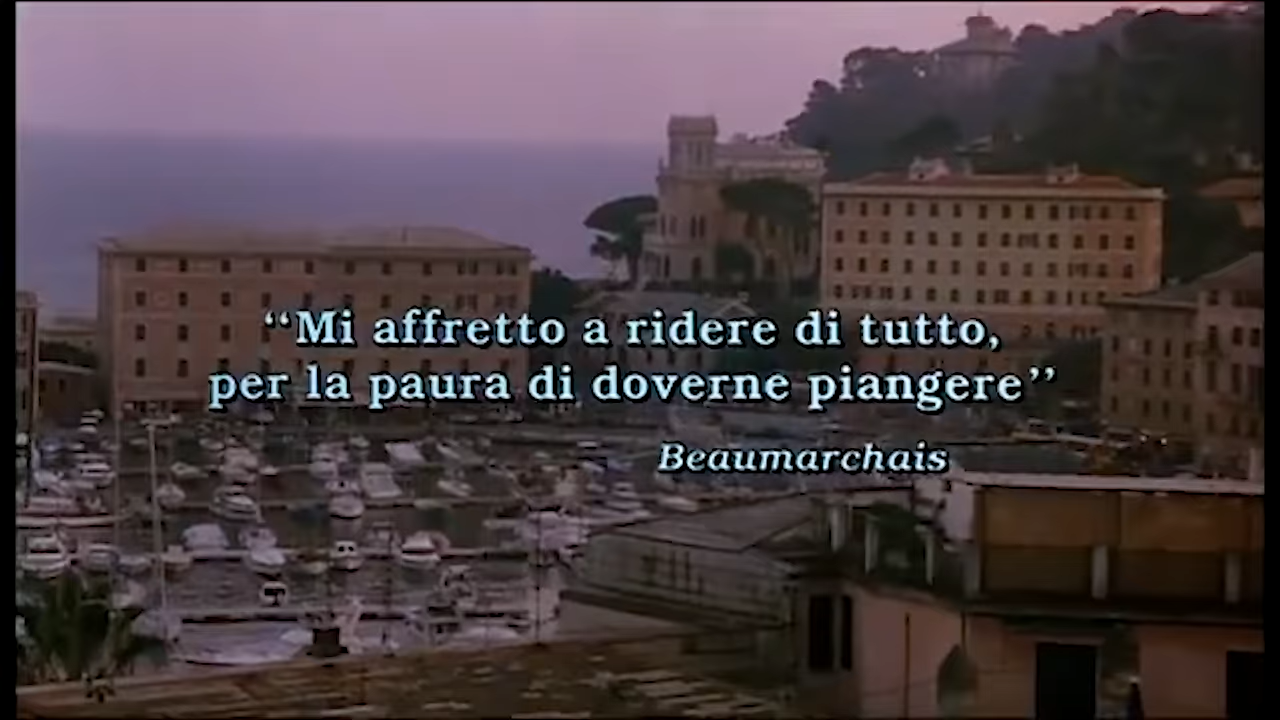 “Mi affretto a ridere di tutto,
per la paura di doverne piangere”
Beaumarchais